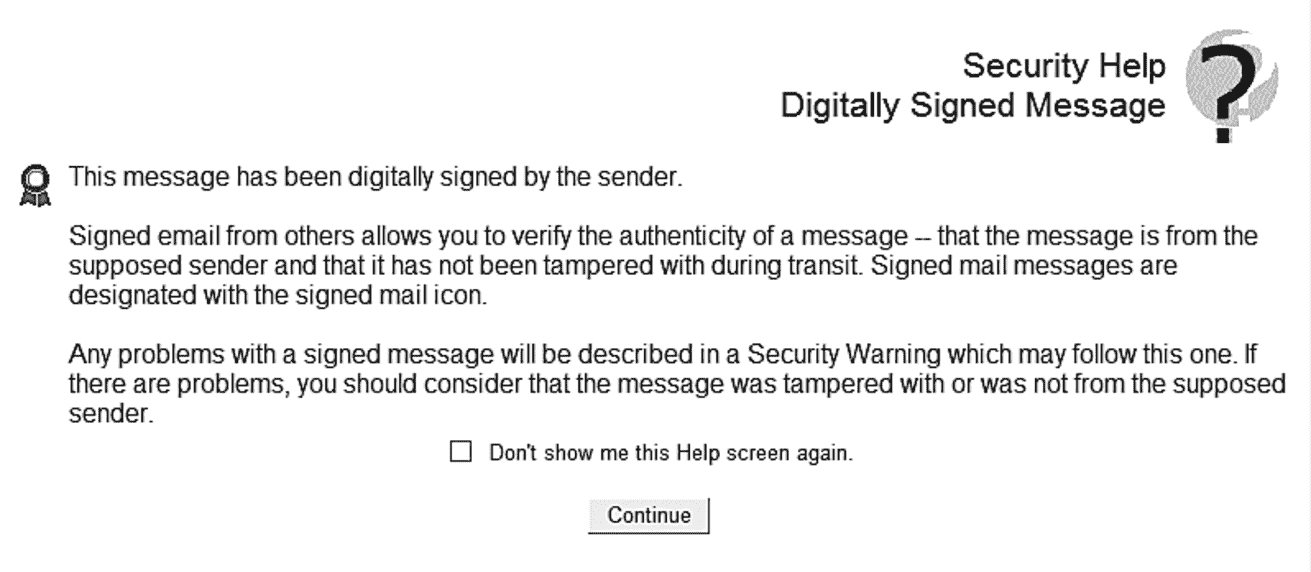 Security Help
Digitally Signed Message
This message has been digitally signed by the sender.
Signed email from others allows you to verify the authenticity of a message -- that the message is from the
supposed sender and that it has not been tampered with during transit. Signed mail messages are
designated with the signed mail icon.
Any problems with a signed message will be described in a Security Warning which may follow this one. If
there are problems, you should consider that the message was tampered with or was not from the supposed
sender.
Don't show me this Help screen again.
Continue